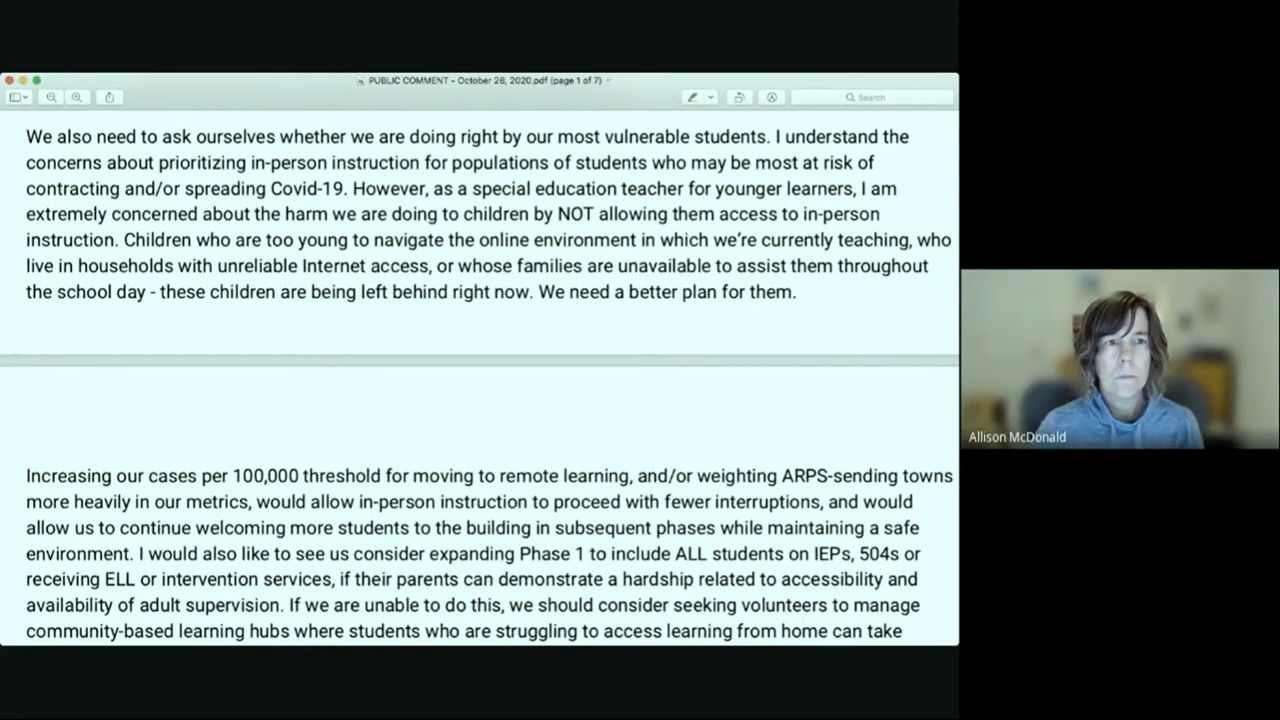 PUBLIC COMMENT - October 28, 2020.pdf (page 1 of 7)
Search
We also need to ask ourselves whether we are doing right by our most vulnerable students. I understand the
concerns about prioritizing in-person instruction for populations of students who may be most at risk of
contracting and/or spreading Covid-19. However, as a special education teacher for younger learners, I am
extremely concerned about the harm we are doing to children by NOT allowing them access to in-person
instruction. Children who are too young to navigate the online environment in which we’re currently teaching, who
live in households with unreliable Internet access, or whose families are unavailable to assist them throughout
the school day - these children are being left behind right now. We need a better plan for them.
Increasing our cases per 100,000 threshold for moving to remote learning, and/or weighting ARPS-sending towns
more heavily in our metrics, would allow in-person instruction to proceed with fewer interruptions, and would
allow us to continue welcoming more students to the building in subsequent phases while maintaining a safe
environment. I would also like to see us consider expanding Phase 1 to include ALL students on IEPs, 504s or
receiving ELL or intervention services, if their parents can demonstrate a hardship related to accessibility and
availability of adult supervision. If we are unable to do this, we should consider seeking volunteers to manage
community-based learning hubs where students who are struggling to access learning from home can take
Allison McDonald